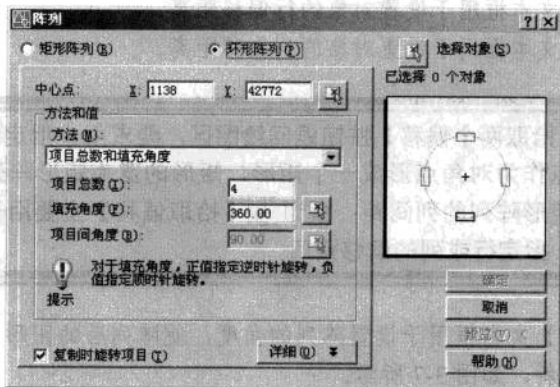 阵列
矩形阵列(R)
环形阵列(P)
选择对象(S)
已选择 0 个对象
中心点: X: 1138 Y: 42772
方法和值
方法(M):
项目总数和填充角度
项目总数(I): 4
填充角度(F): 360.00
项目间角度(B): 90.00
对于填充角度，正值指定逆时针旋转，负
值指定顺时针旋转。
提示
复制时旋转项目(T)
详细(O)
确定
取消
预览(V) <
帮助(H)